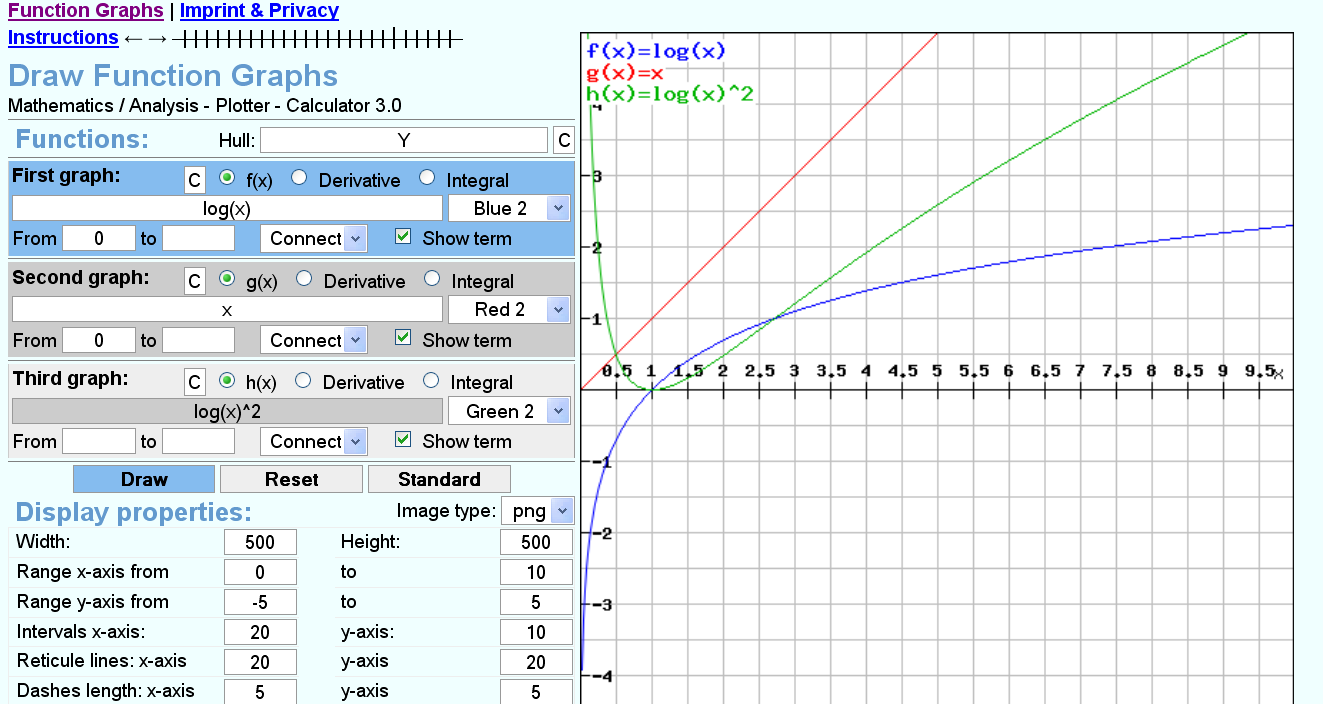 Function Graphs | Imprint & Privacy
Instructions ← →
Draw Function Graphs
Mathematics / Analysis - Plotter - Calculator 3.0
Functions: Hull: Y C
First graph: C f(x) Derivative Integral
log(x) Blue 2
From 0 to Connect Show term
Second graph: C g(x) Derivative Integral
x Red 2
From 0 to Connect Show term
Third graph: C h(x) Derivative Integral
log(x)^2 Green 2
From to Connect Show term
Draw Reset Standard
Display properties: Image type: png
Width: 500 Height: 500
Range x-axis from 0 to 10
Range y-axis from -5 to 5
Intervals x-axis: 20 y-axis: 10
Reticule lines: x-axis 20 y-axis 20
Dashes length: x-axis 5 y-axis 5
f(x)=log(x)
g(x)=x
h(x)=log(x)^2
3
2
1
0.5 1 1.5 2 2.5 3 3.5 4 4.5 5 5.5 6 6.5 7 7.5 8 8.5 9 9.5 x
-1
-2
-3
-4